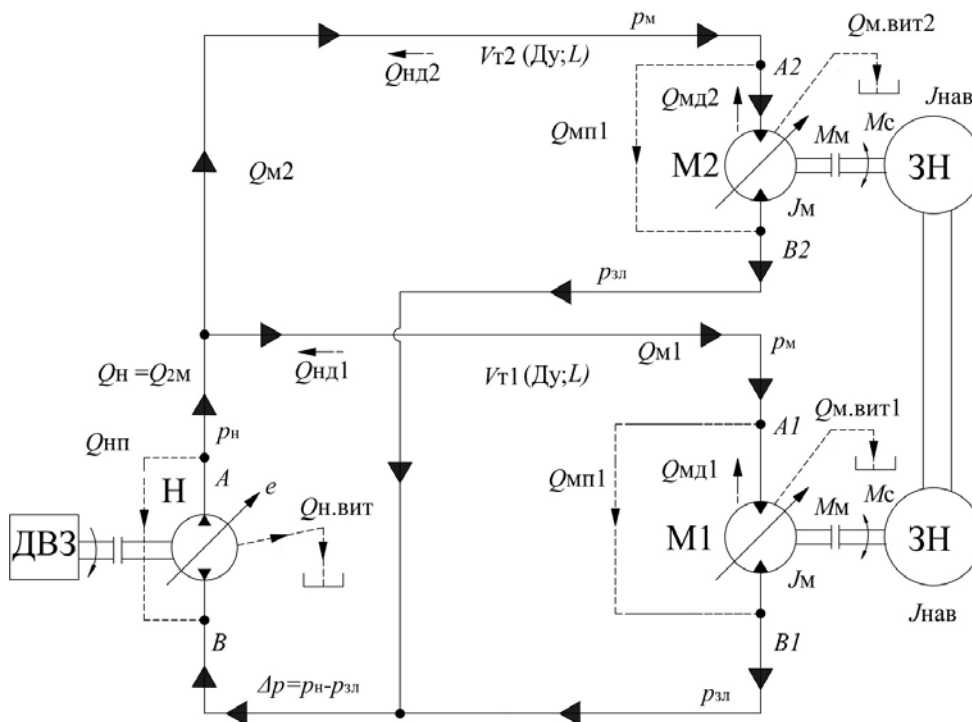 pм
Qм.вит2
Qнд2
Vт2 (Ду;L)
A2
Qмд2
Jнав
Qмп1
Mм
Mс
М2
ЗН
Qм2
Jм
B2
pзл
Qм1
pм
Qн =Q2м
Qнд1
Vт1 (Ду;L)
Qм.вит1
pн
A1
Qнп
A
Qмп1
Qмд1
Н
e
Qн.вит
Mм
Mс
ДВЗ
М1
ЗН
Jм
Jнав
B
B1
Δp=pн-pзл
pзл